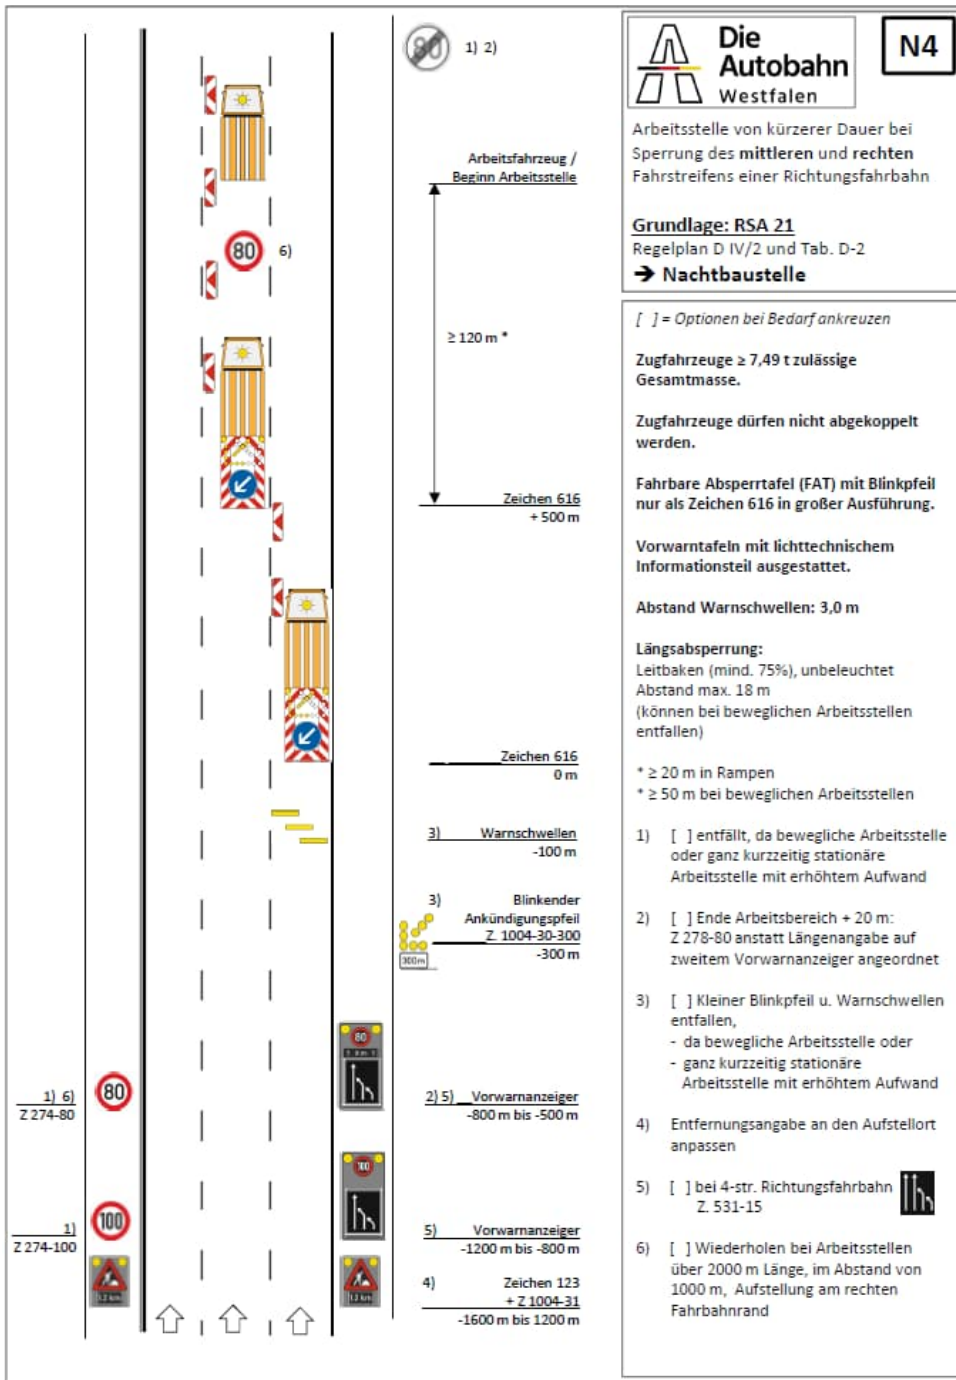 80
1) 2)
Arbeitsfahrzeug /
Beginn Arbeitsstelle
80
6)
≥ 120 m *
Zeichen 616
+ 500 m
Zeichen 616
0 m
3) Warnschwellen
-100 m
3) Blinkender
Ankündigungspfeil
Z. 1004-30-300
-300 m
300m
80
1) 6)
Z 274-80
80
80
2) 5) Vorwarnanzeiger
-800 m bis -500 m
100
1)
Z 274-100
100
5) Vorwarnanzeiger
-1200 m bis -800 m
4) Zeichen 123
+ Z 1004-31
-1600 m bis 1200 m
Die
Autobahn
Westfalen
N4
Arbeitsstelle von kürzerer Dauer bei
Sperrung des mittleren und rechten
Fahrstreifens einer Richtungsfahrbahn
Grundlage: RSA 21
Regelplan D IV/2 und Tab. D-2
➔ Nachtbaustelle
[ ] = Optionen bei Bedarf ankreuzen
Zugfahrzeuge ≥ 7,49 t zulässige
Gesamtmasse.
Zugfahrzeuge dürfen nicht abgekoppelt
werden.
Fahrbare Absperrtafel (FAT) mit Blinkpfeil
nur als Zeichen 616 in großer Ausführung.
Vorwarntafeln mit lichttechnischem
Informationsteil ausgestattet.
Abstand Warnschwellen: 3,0 m
Längsabsperrung:
Leitbaken (mind. 75%), unbeleuchtet
Abstand max. 18 m
(können bei beweglichen Arbeitsstellen
entfallen)
* ≥ 20 m in Rampen
* ≥ 50 m bei beweglichen Arbeitsstellen
1) [ ] entfällt, da bewegliche Arbeitsstelle
oder ganz kurzzeitig stationäre
Arbeitsstelle mit erhöhtem Aufwand
2) [ ] Ende Arbeitsbereich + 20 m:
Z 278-80 anstatt Längenangabe auf
zweitem Vorwarnanzeiger angeordnet
3) [ ] Kleiner Blinkpfeil u. Warnschwellen
entfallen,
- da bewegliche Arbeitsstelle oder
- ganz kurzzeitig stationäre
Arbeitsstelle mit erhöhtem Aufwand
4) Entfernungsangabe an den Aufstellort
anpassen
5) [ ] bei 4-str. Richtungsfahrbahn
Z. 531-15
6) [ ] Wiederholen bei Arbeitsstellen
über 2000 m Länge, im Abstand von
1000 m, Aufstellung am rechten
Fahrbahnrand